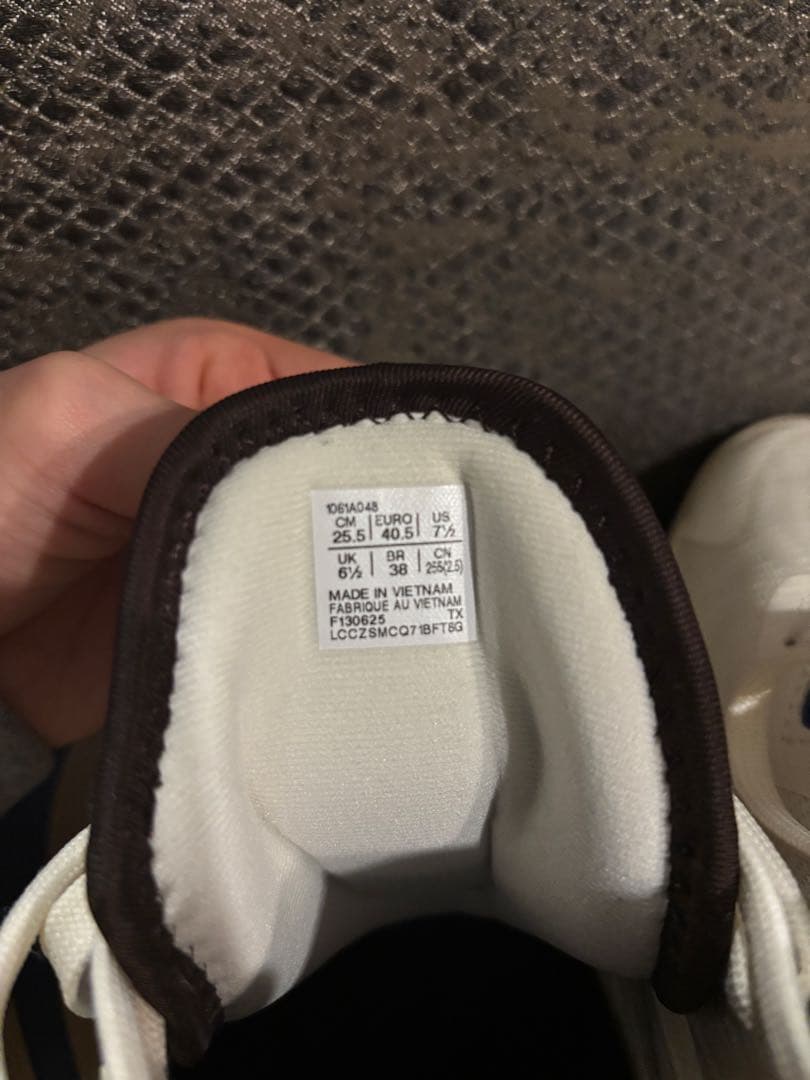 1061A048
CM | EURO | US
25.5 | 40.5 | 7½
UK | BR | CN
6½ | 38 | 255(2.5)
MADE IN VIETNAM
FABRIQUE AU VIETNAM
F130625 TX
LCCZSMCQ71BFT6G